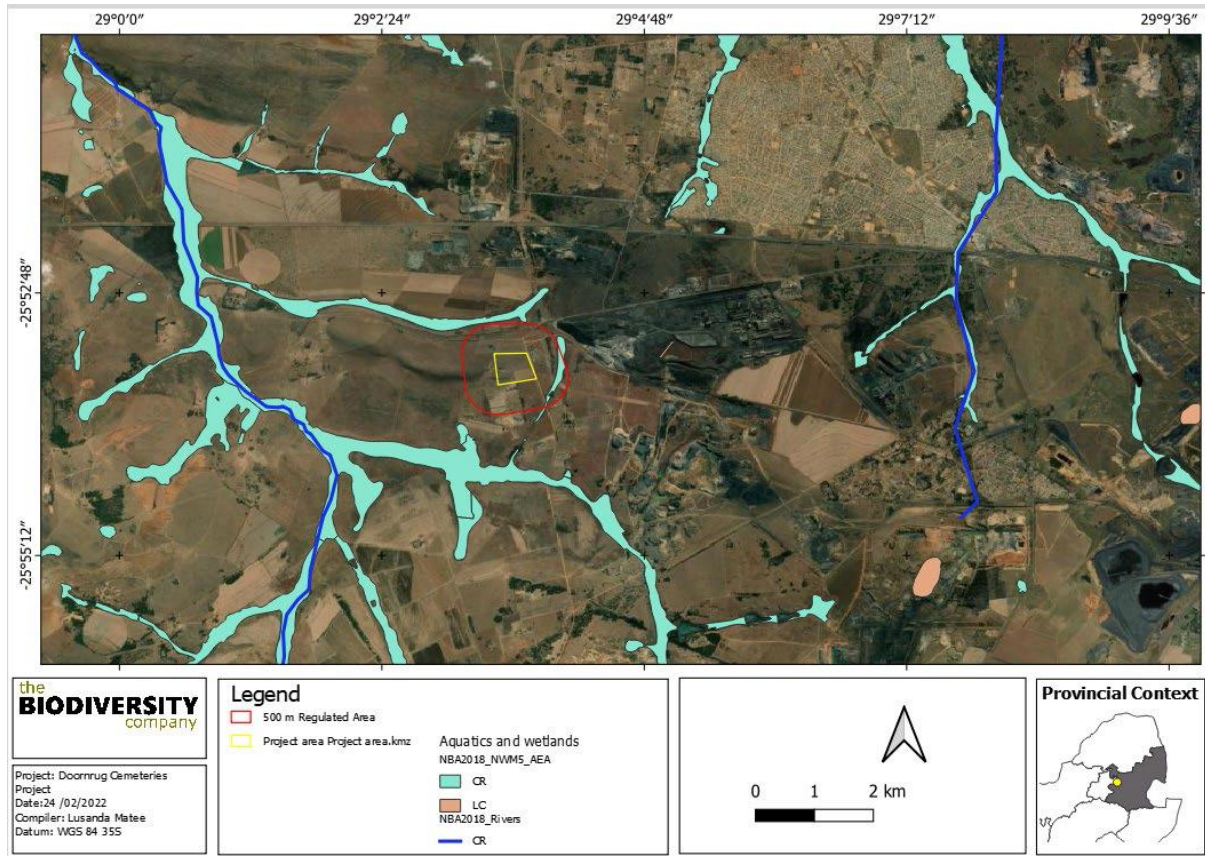 29°0′0″ 29°2′24″ 29°4′48″ 29°7′12″ 29°9′36″
-25°52′48″
-25°55′12″
the
BIODIVERSITY
company
Project: Doornrug Cemeteries
Project
Date:24 /02/2022
Compiler: Lusanda Matee
Datum: WGS 84 35S
Legend
500 m Regulated Area
Project area Project area.kmz
Aquatics and wetlands
NBA2018_NWM5_AEA
CR
LC
NBA2018_Rivers
CR
0 1 2 km
Provincial Context